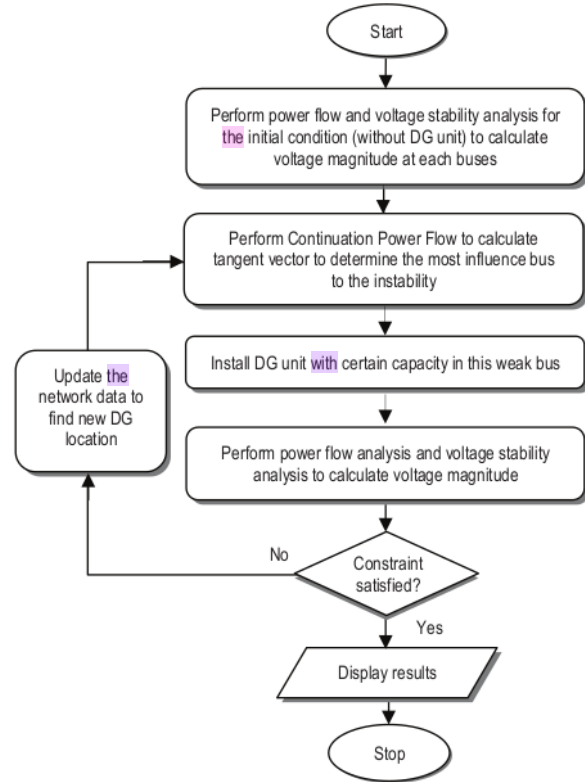 Start
Perform power flow and voltage stability analysis for
the initial condition (without DG unit) to calculate
voltage magnitude at each buses
Perform Continuation Power Flow to calculate
tangent vector to determine the most influence bus
to the instability
Install DG unit with certain capacity in this weak bus
Update the
network data to
find new DG
location
Perform power flow analysis and voltage stability
analysis to calculate voltage magnitude
No
Constraint
satisfied?
Yes
Display results
Stop